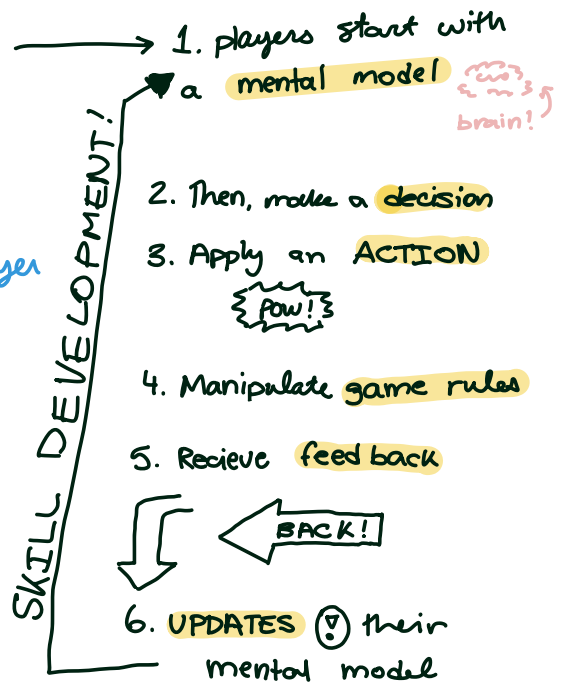 1. players start with
a mental model
brain!
2. Then, make a decision
3. Apply an ACTION
POW!
4. Manipulate game rules
5. Recieve feedback
BACK!
6. UPDATES their
mental model
SKILL DEVELOPMENT!